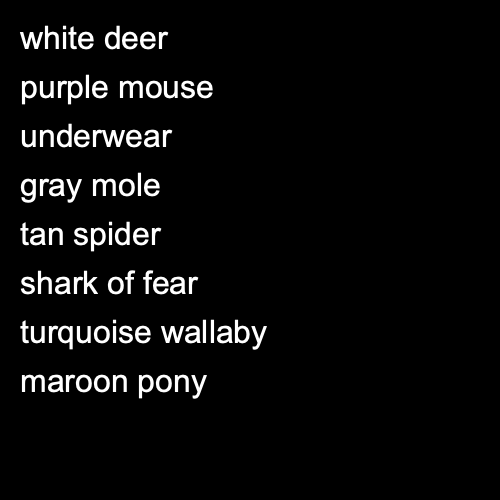 white deer
purple mouse
underwear
gray mole
tan spider
shark of fear
turquoise wallaby
maroon pony